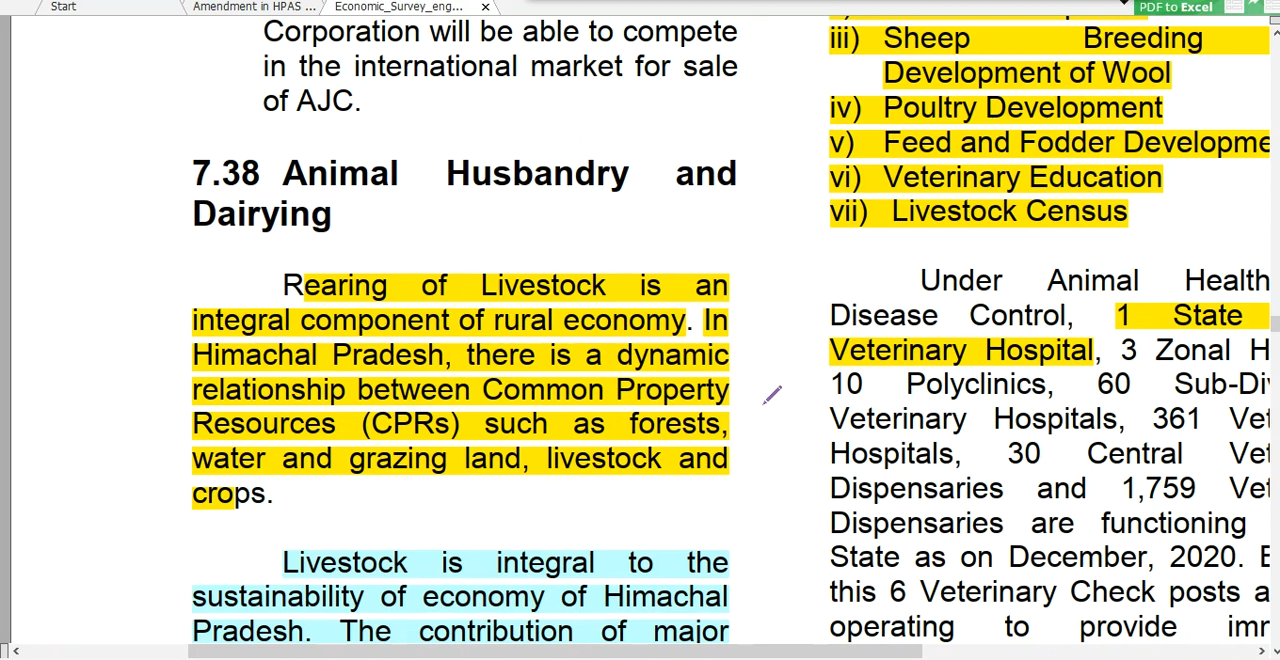 Start
Amendment in HPAS ...
Economic_Survey_eng...
PDF to Excel
Corporation will be able to compete
in the international market for sale
of AJC.
7.38 Animal Husbandry and
Dairying
Rearing of Livestock is an
integral component of rural economy. In
Himachal Pradesh, there is a dynamic
relationship between Common Property
Resources (CPRs) such as forests,
water and grazing land, livestock and
crops.
Livestock is integral to the
sustainability of economy of Himachal
Pradesh. The contribution of major
iii) Sheep Breeding
Development of Wool
iv) Poultry Development
v) Feed and Fodder Developme
vi) Veterinary Education
vii) Livestock Census
Under Animal Health
Disease Control, 1 State
Veterinary Hospital, 3 Zonal H
10 Polyclinics, 60 Sub-Div
Veterinary Hospitals, 361 Vet
Hospitals, 30 Central Vet
Dispensaries and 1,759 Vet
Dispensaries are functioning
State as on December, 2020. E
this 6 Veterinary Check posts a
operating to provide imm